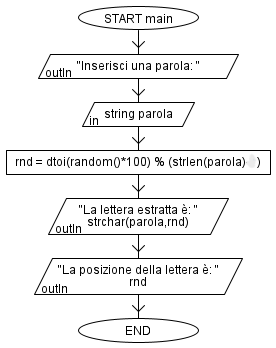 START main
"Inserisci una parola: "
outln
string parola
in
rnd = dtoi(random()*100) % (strlen(parola) )
"La lettera estratta è: "
strchar(parola,rnd)
outln
"La posizione della lettera è: "
rnd
outln
END